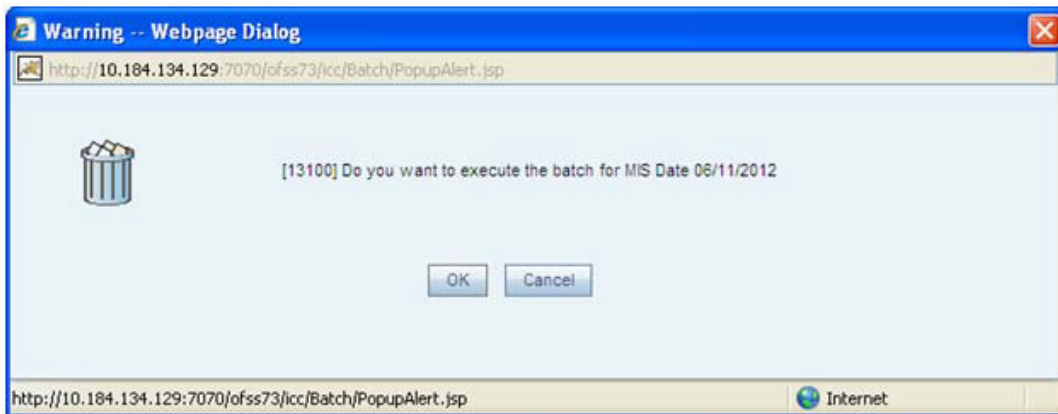 Warning -- Webpage Dialog
http://10.184.134.129:7070/ofss73/icc/Batch/PopupAlert.jsp
[13100] Do you want to execute the batch for MIS Date 06/11/2012
OK Cancel
http://10.184.134.129:7070/ofss73/icc/Batch/PopupAlert.jsp Internet